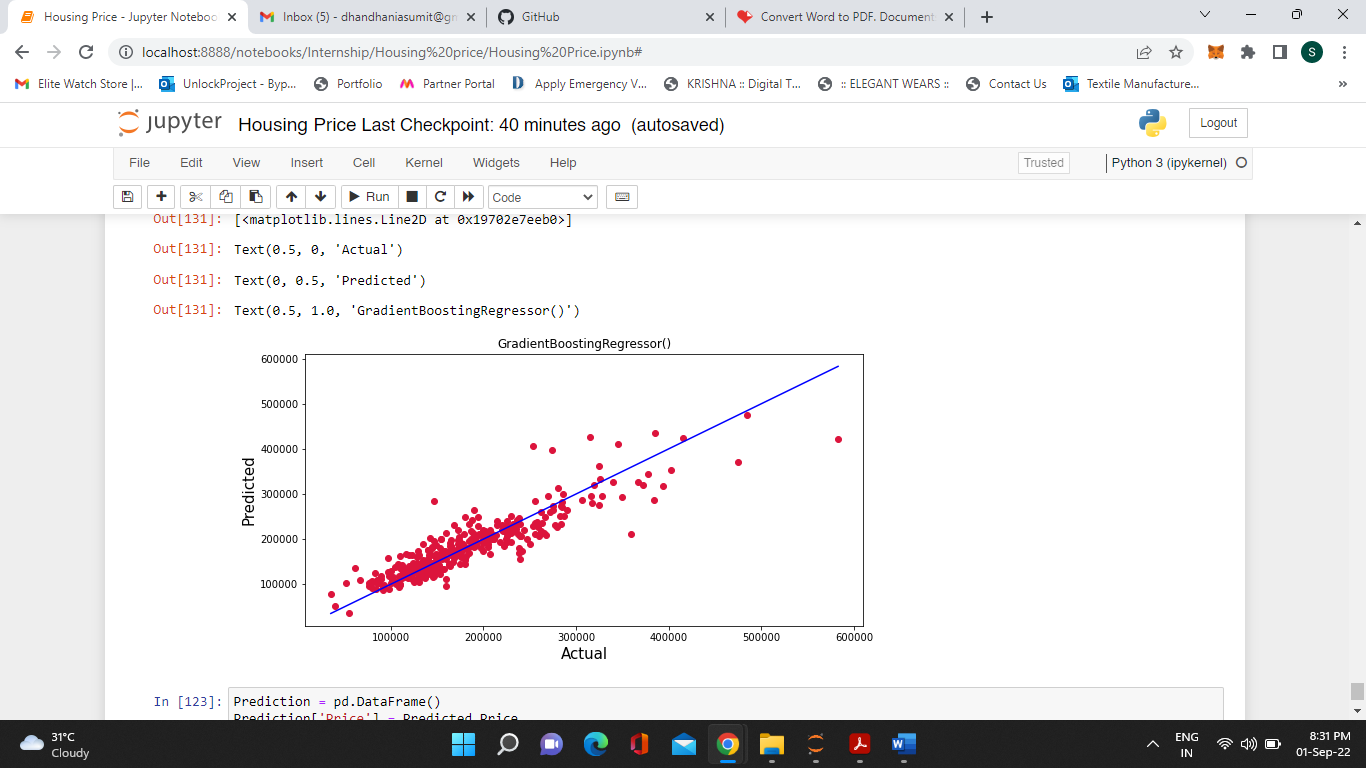 Housing Price - Jupyter Noteboo
Inbox (5) - dhandhaniasumit@gm
GitHub
Convert Word to PDF. Document
localhost:8888/notebooks/Internship/Housing%20price/Housing%20Price.ipynb#
S
Elite Watch Store |...
UnlockProject - Byp...
Portfolio
Partner Portal
Apply Emergency V...
KRISHNA :: Digital T...
:: ELEGANT WEARS ::
Contact Us
Textile Manufacture...
»
jupyter Housing Price Last Checkpoint: 40 minutes ago (autosaved)
Logout
File Edit View Insert Cell Kernel Widgets Help
Trusted
Python 3 (ipykernel)
Run
Code
Out[131]: [<matplotlib.lines.Line2D at 0x19702e7eeb0>]
Out[131]: Text(0.5, 0, 'Actual')
Out[131]: Text(0, 0.5, 'Predicted')
Out[131]: Text(0.5, 1.0, 'GradientBoostingRegressor()')
GradientBoostingRegressor()
600000
500000
400000
300000
200000
100000
Predicted
100000 200000 300000 400000 500000 600000
Actual
In [123]: Prediction = pd.DataFrame()
Prediction['Price'] = Predicted_Price
31°C
Cloudy
ENG
IN
8:31 PM
01-Sep-22